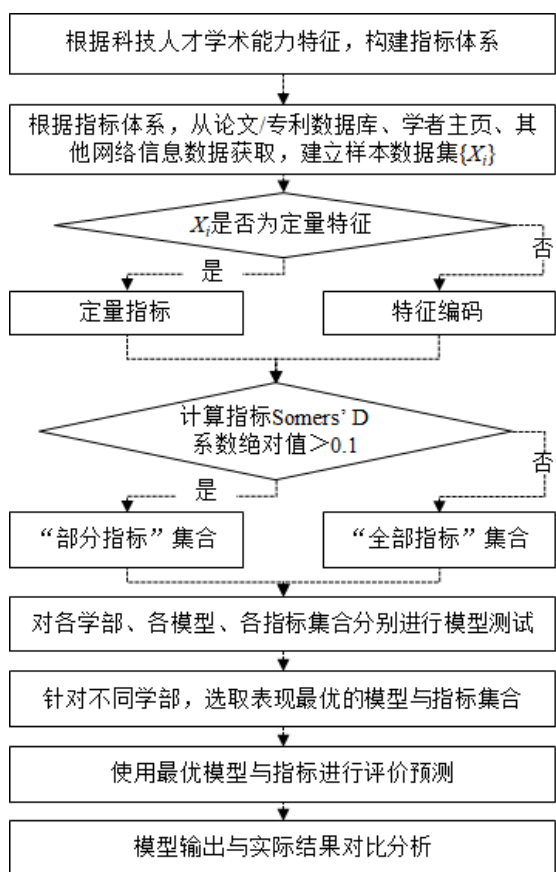 根据科技人才学术能力特征，构建指标体系
根据指标体系，从论文/专利数据库、学者主页、其
他网络信息数据获取，建立样本数据集{Xi}
Xi是否为定量特征
是
否
定量指标
特征编码
计算指标Somers’ D
系数绝对值＞0.1
是
否
“部分指标”集合
“全部指标”集合
对各学部、各模型、各指标集合分别进行模型测试
针对不同学部，选取表现最优的模型与指标集合
使用最优模型与指标进行评价预测
模型输出与实际结果对比分析